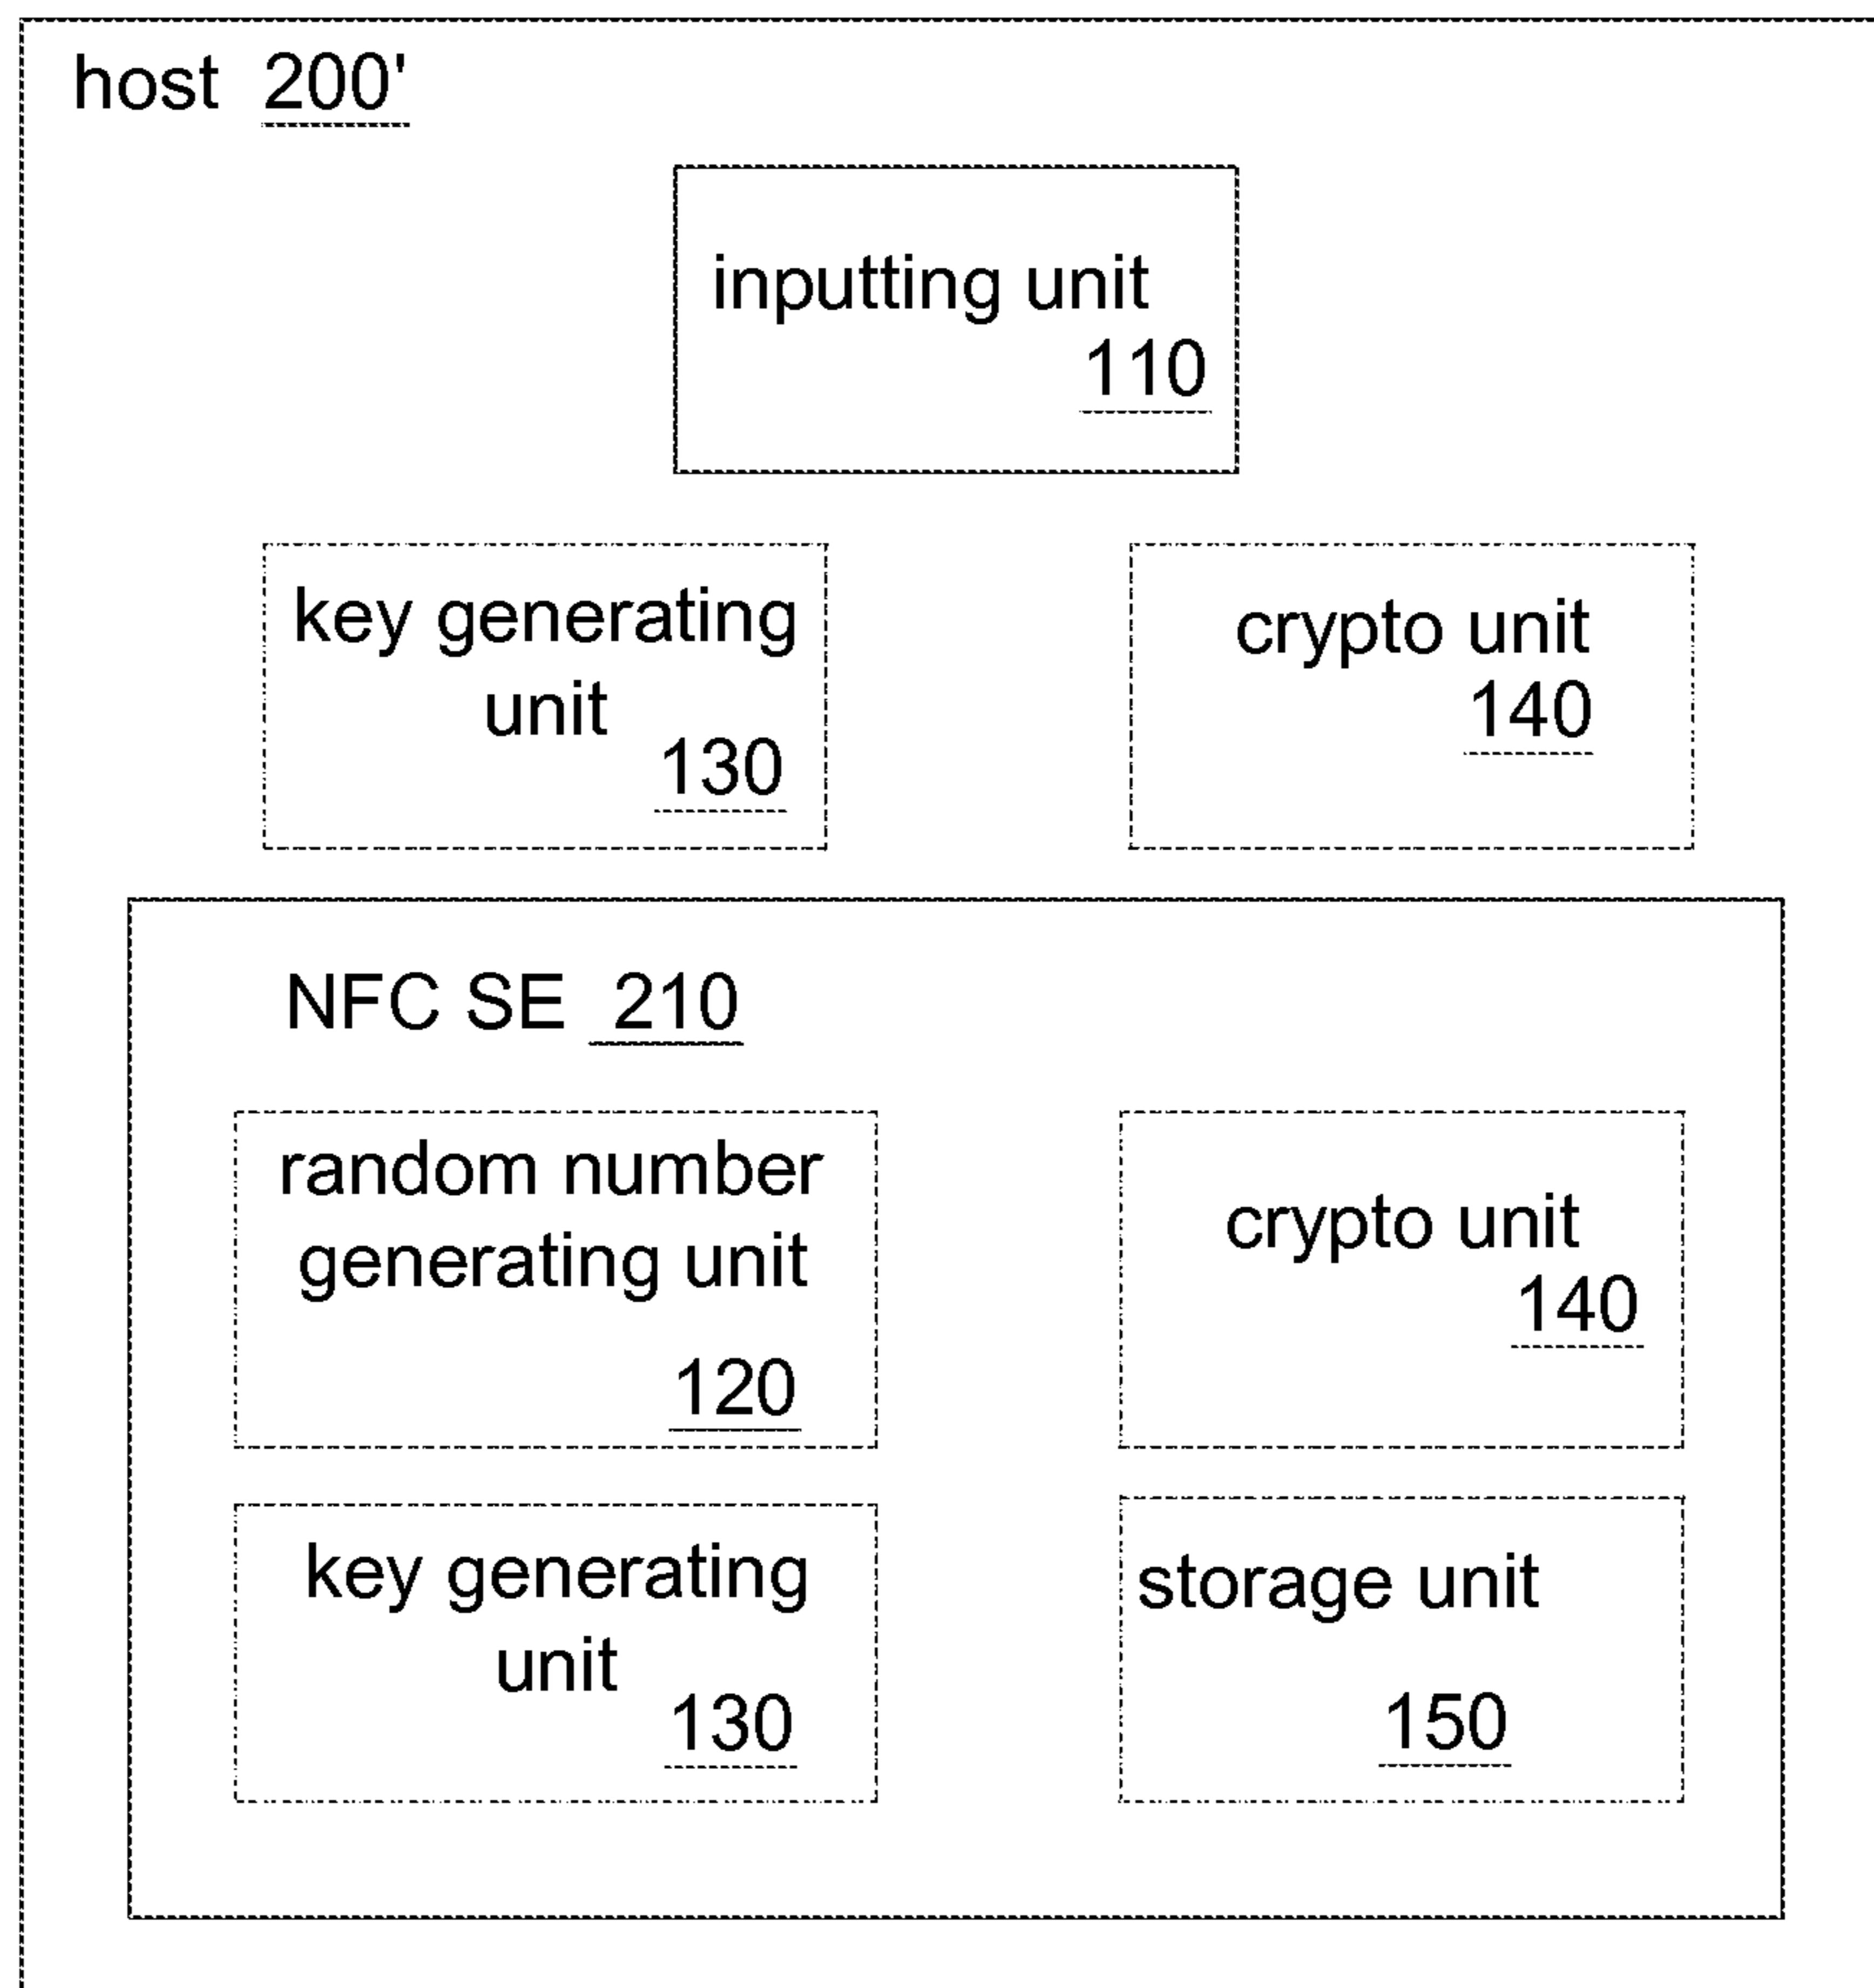 host 200'
inputting unit
110
key generating
unit
130
crypto unit
140
NFC SE 210
random number
generating unit
120
crypto unit
140
key generating
unit
130
storage unit
150